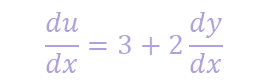 du/dx = 3 + 2 dy/dx